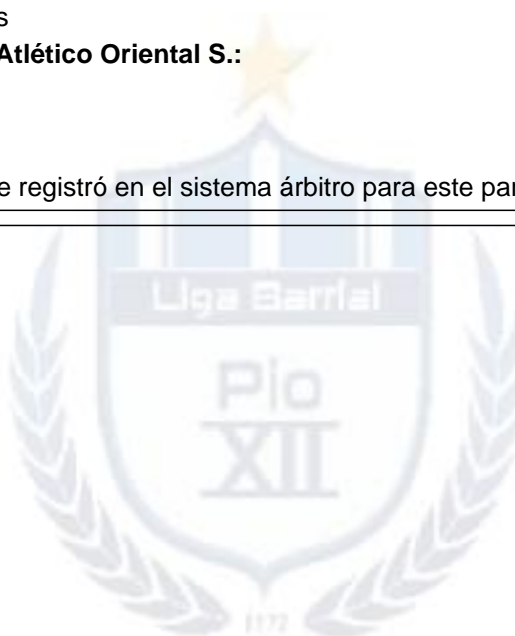 s
Atlético Oriental S.:
e registró en el sistema árbitro para este par
Liga Barrial
Pio
XII